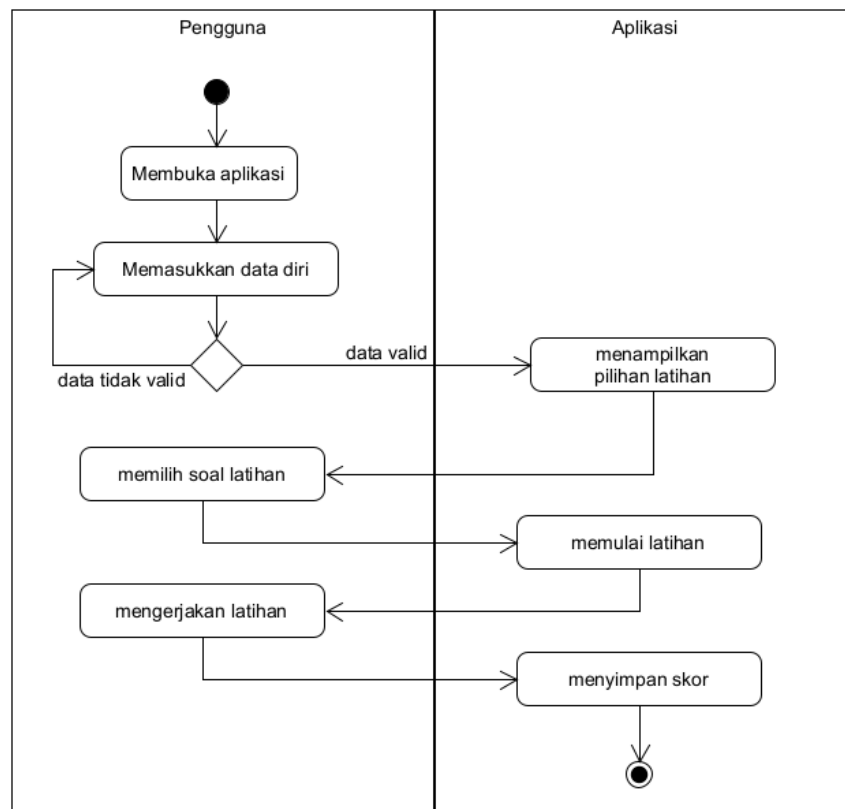 Pengguna
Aplikasi
Membuka aplikasi
Memasukkan data diri
data valid
data tidak valid
menampilkan
pilihan latihan
memilih soal latihan
memulai latihan
mengerjakan latihan
menyimpan skor